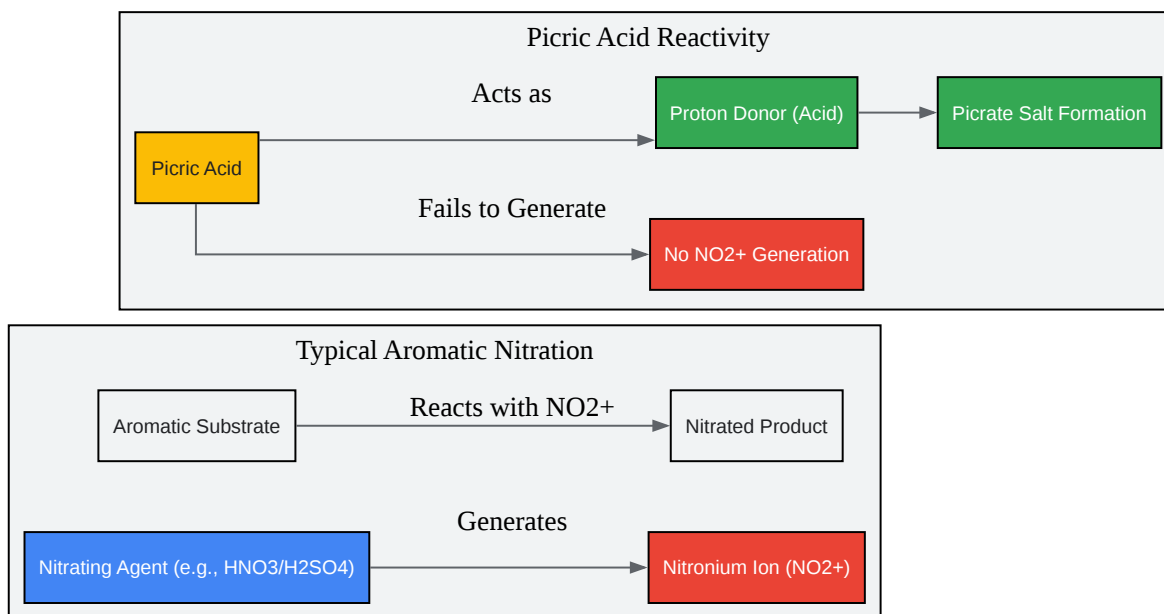 Picric Acid Reactivity
Acts as
Proton Donor (Acid)
Picrate Salt Formation
Picric Acid
Fails to Generate
No NO2+ Generation
Typical Aromatic Nitration
Reacts with NO2+
Aromatic Substrate
Nitrated Product
Generates
Nitrating Agent (e.g., HNO3/H2SO4)
Nitronium Ion (NO2+)